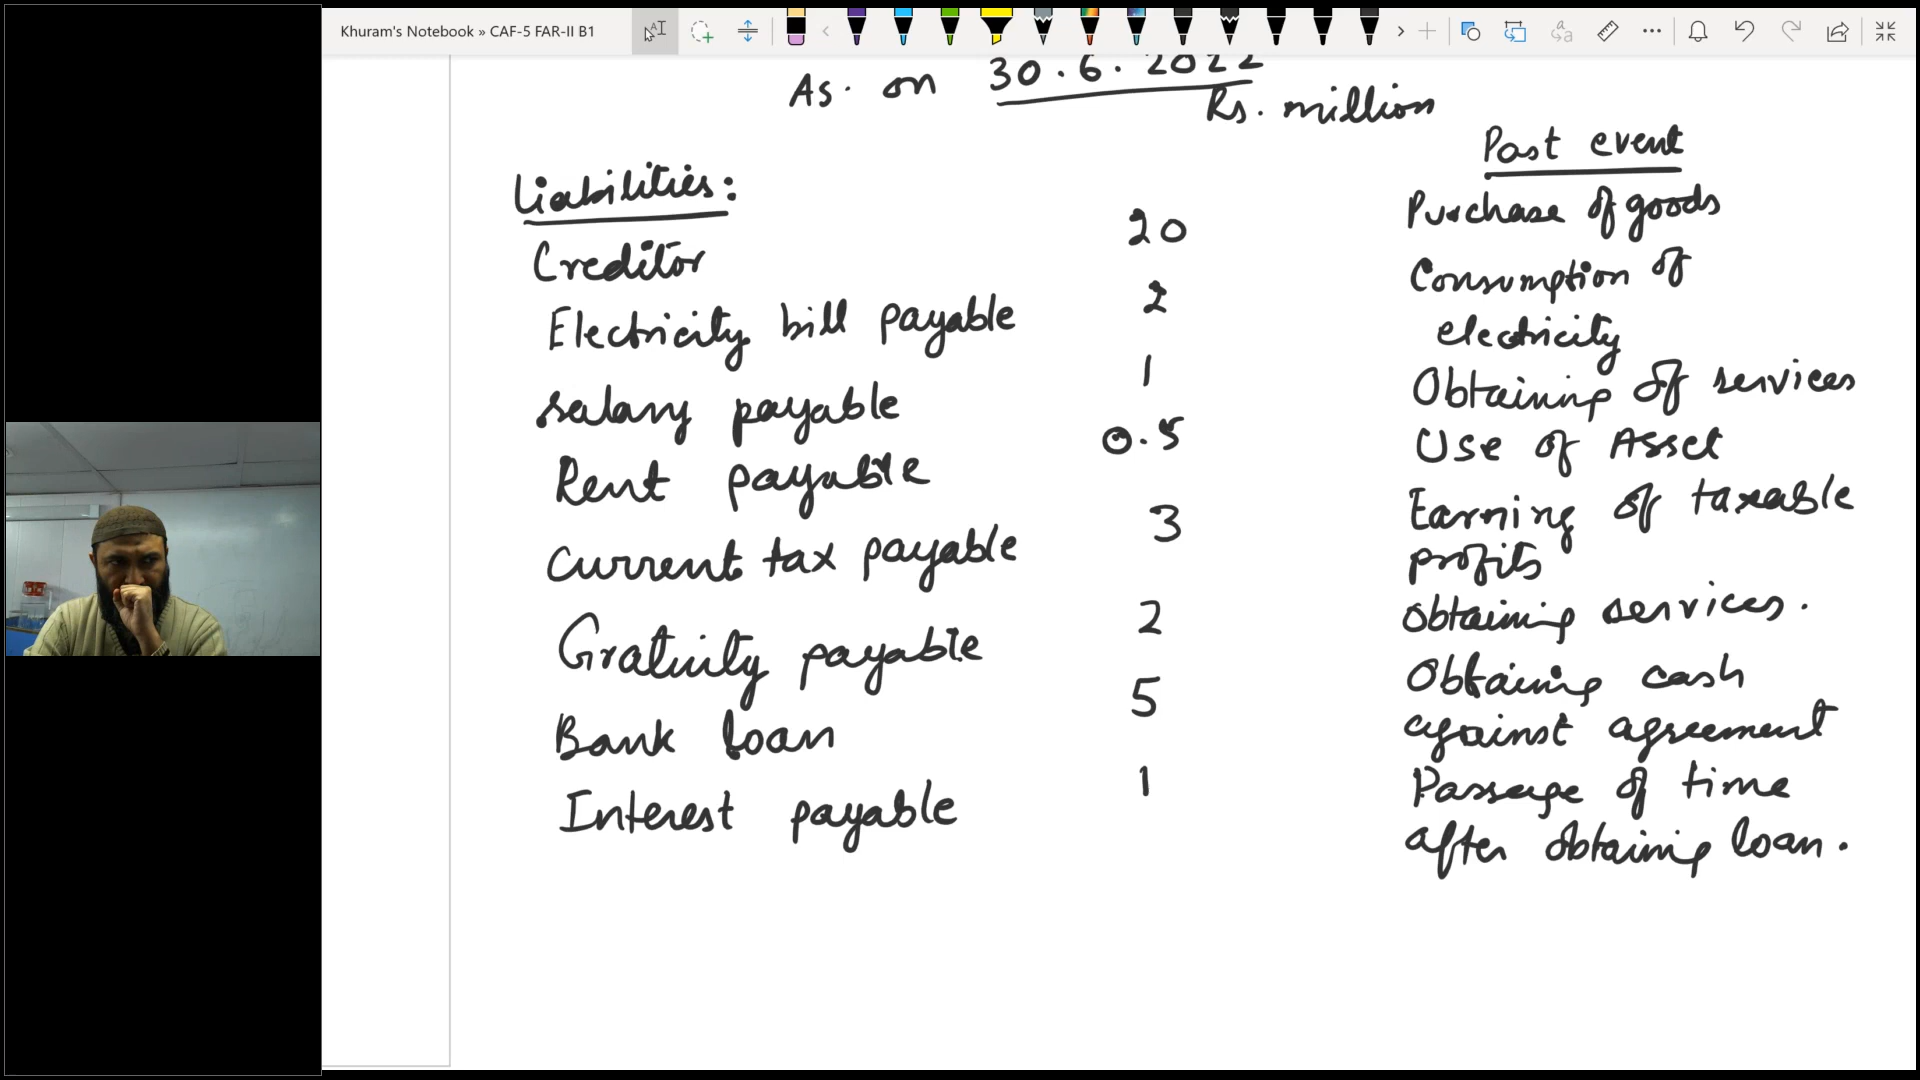 Khuram's Notebook » CAF-5 FAR-II B1
As. on 30.6.2022
Rs. million
Past event
Liabilities:
Purchase of goods
Creditor 20
Consumption of
electricity
Electricity bill payable 2
Obtaining of services
salary payable 1
Use of Asset
Rent payable 0.5
Earning of taxable
profits
Current tax payable 3
obtaining services.
Gratuity payable 2
Obtaining cash
against agreement
Bank loan 5
Passage of time
after obtaining loan.
Interest payable 1